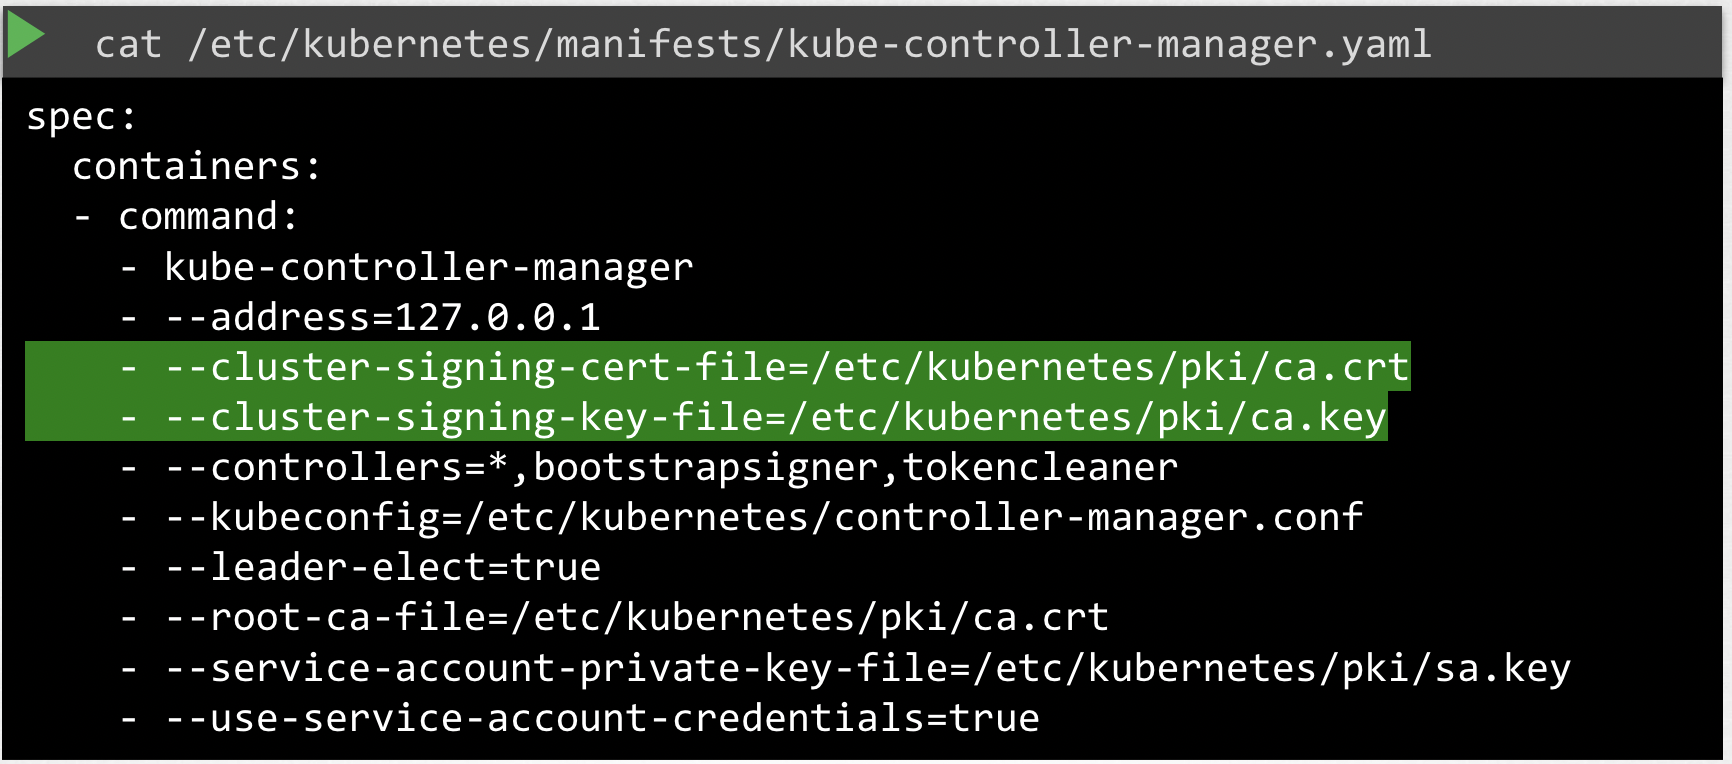 cat /etc/kubernetes/manifests/kube-controller-manager.yaml
spec:
  containers:
  - command:
    - kube-controller-manager
    - --address=127.0.0.1
    - --cluster-signing-cert-file=/etc/kubernetes/pki/ca.crt
    - --cluster-signing-key-file=/etc/kubernetes/pki/ca.key
    - --controllers=*,bootstrapsigner,tokencleaner
    - --kubeconfig=/etc/kubernetes/controller-manager.conf
    - --leader-elect=true
    - --root-ca-file=/etc/kubernetes/pki/ca.crt
    - --service-account-private-key-file=/etc/kubernetes/pki/sa.key
    - --use-service-account-credentials=true